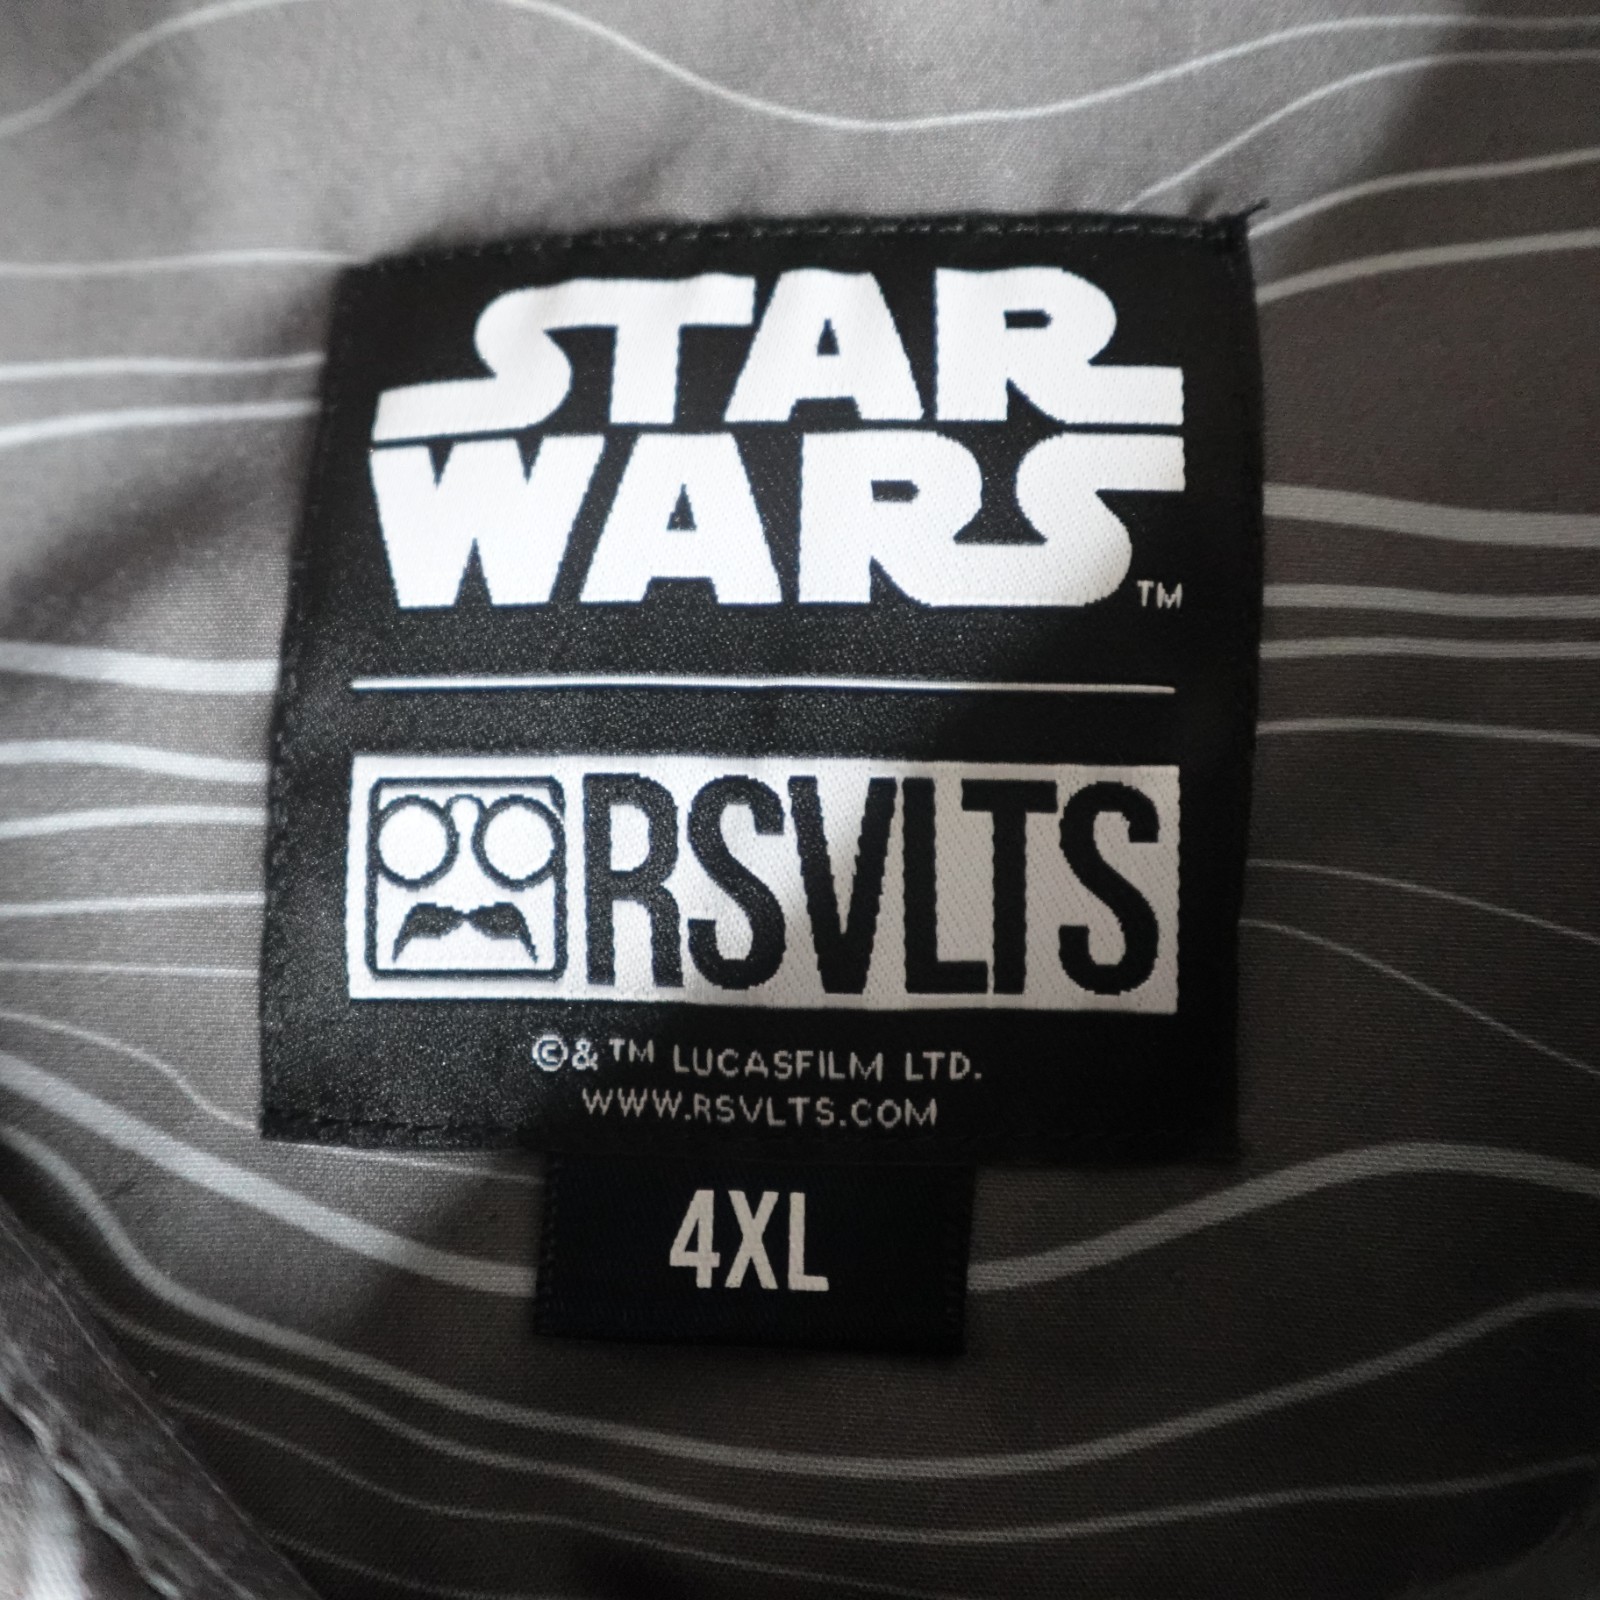 STAR
WARS TM
RSVLTS
©& TM LUCASFILM LTD.
WWW.RSVLTS.COM
4XL